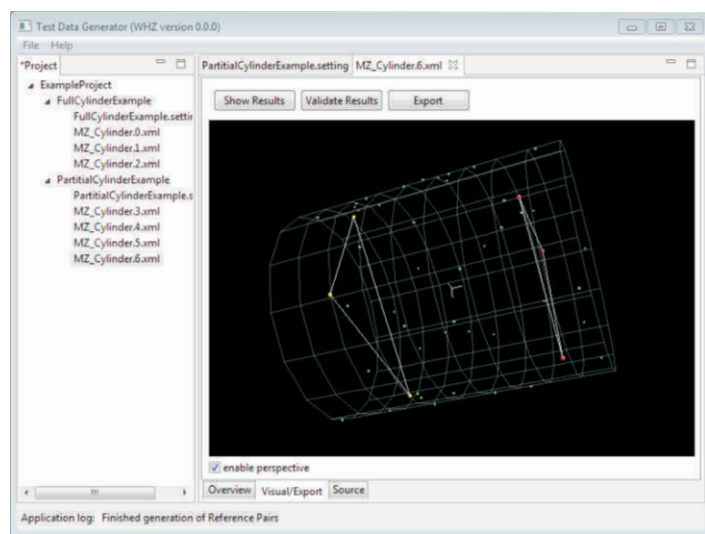 Test Data Generator (WHZ version 0.0.0)
File Help
*Project
ExampleProject
FullCylinderExample
FullCylinderExample.settin
MZ_Cylinder.0.xml
MZ_Cylinder.1.xml
MZ_Cylinder.2.xml
PartitialCylinderExample
PartitialCylinderExample.s
MZ_Cylinder.3.xml
MZ_Cylinder.4.xml
MZ_Cylinder.5.xml
MZ_Cylinder.6.xml
PartitialCylinderExample.setting MZ_Cylinder.6.xml
Show Results Validate Results Export
enable perspective
Overview Visual/Export Source
Application log: Finished generation of Reference Pairs